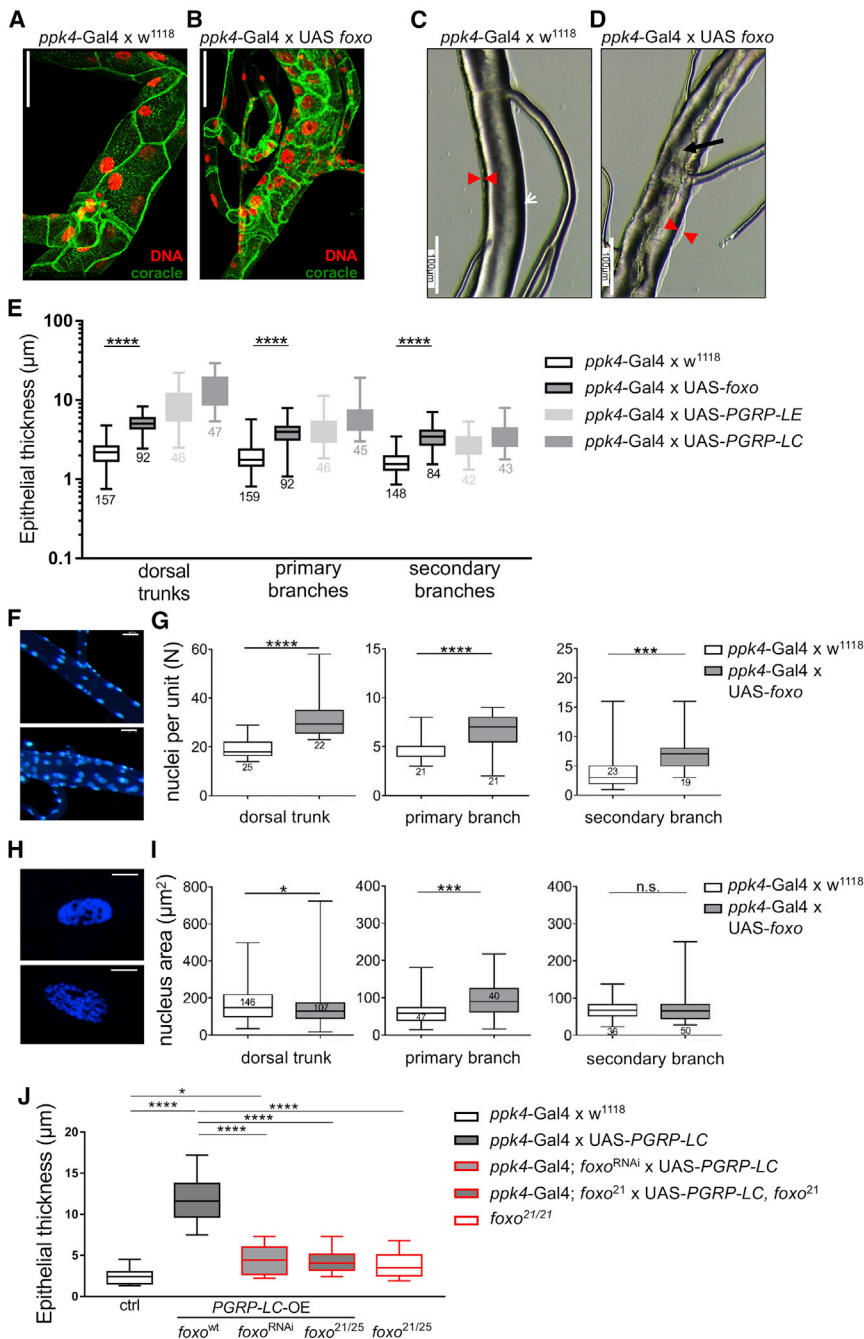 A
B
C
D
ppk4-Gal4 x w1118
ppk4-Gal4 x UAS foxo
ppk4-Gal4 x w1118
ppk4-Gal4 x UAS foxo
DNA
coracle
DNA
coracle
100µm
100µm
E
Epithelial thickness (µm)
100
10
1
0.1
****
****
****
157
92
46
47
159
92
46
45
148
84
42
43
dorsal trunks
primary branches
secondary branches
ppk4-Gal4 x w1118
ppk4-Gal4 x UAS-foxo
ppk4-Gal4 x UAS-PGRP-LE
ppk4-Gal4 x UAS-PGRP-LC
F
G
nuclei per unit (N)
60
40
20
0
****
25
22
dorsal trunk
15
10
5
0
****
21
21
primary branch
25
20
15
10
5
0
***
23
19
secondary branch
ppk4-Gal4 x w1118
ppk4-Gal4 x
UAS-foxo
H
I
nucleus area (µm2)
800
600
400
200
0
*
146
107
dorsal trunk
400
300
200
100
0
***
47
40
primary branch
400
300
200
100
0
n.s.
36
50
secondary branch
ppk4-Gal4 x w1118
ppk4-Gal4 x
UAS-foxo
J
Epithelial thickness (µm)
20
15
10
5
0
*
****
****
****
****
ctrl
PGRP-LC-OE
foxowt
foxoRNAi
foxo21/25
foxo21/25
ppk4-Gal4 x w1118
ppk4-Gal4 x UAS-PGRP-LC
ppk4-Gal4; foxoRNAi x UAS-PGRP-LC
ppk4-Gal4; foxo21 x UAS-PGRP-LC, foxo21
foxo21/21